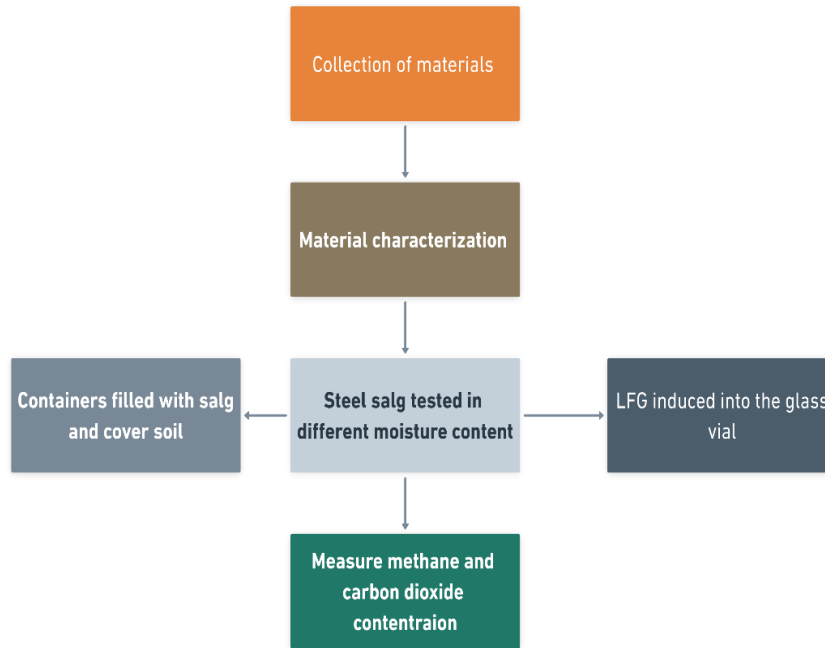 Collection of materials
Material characterization
Containers filled with salg
and cover soil
Steel salg tested in
different moisture content
LFG induced into the glass
vial
Measure methane and
carbon dioxide
contentraion